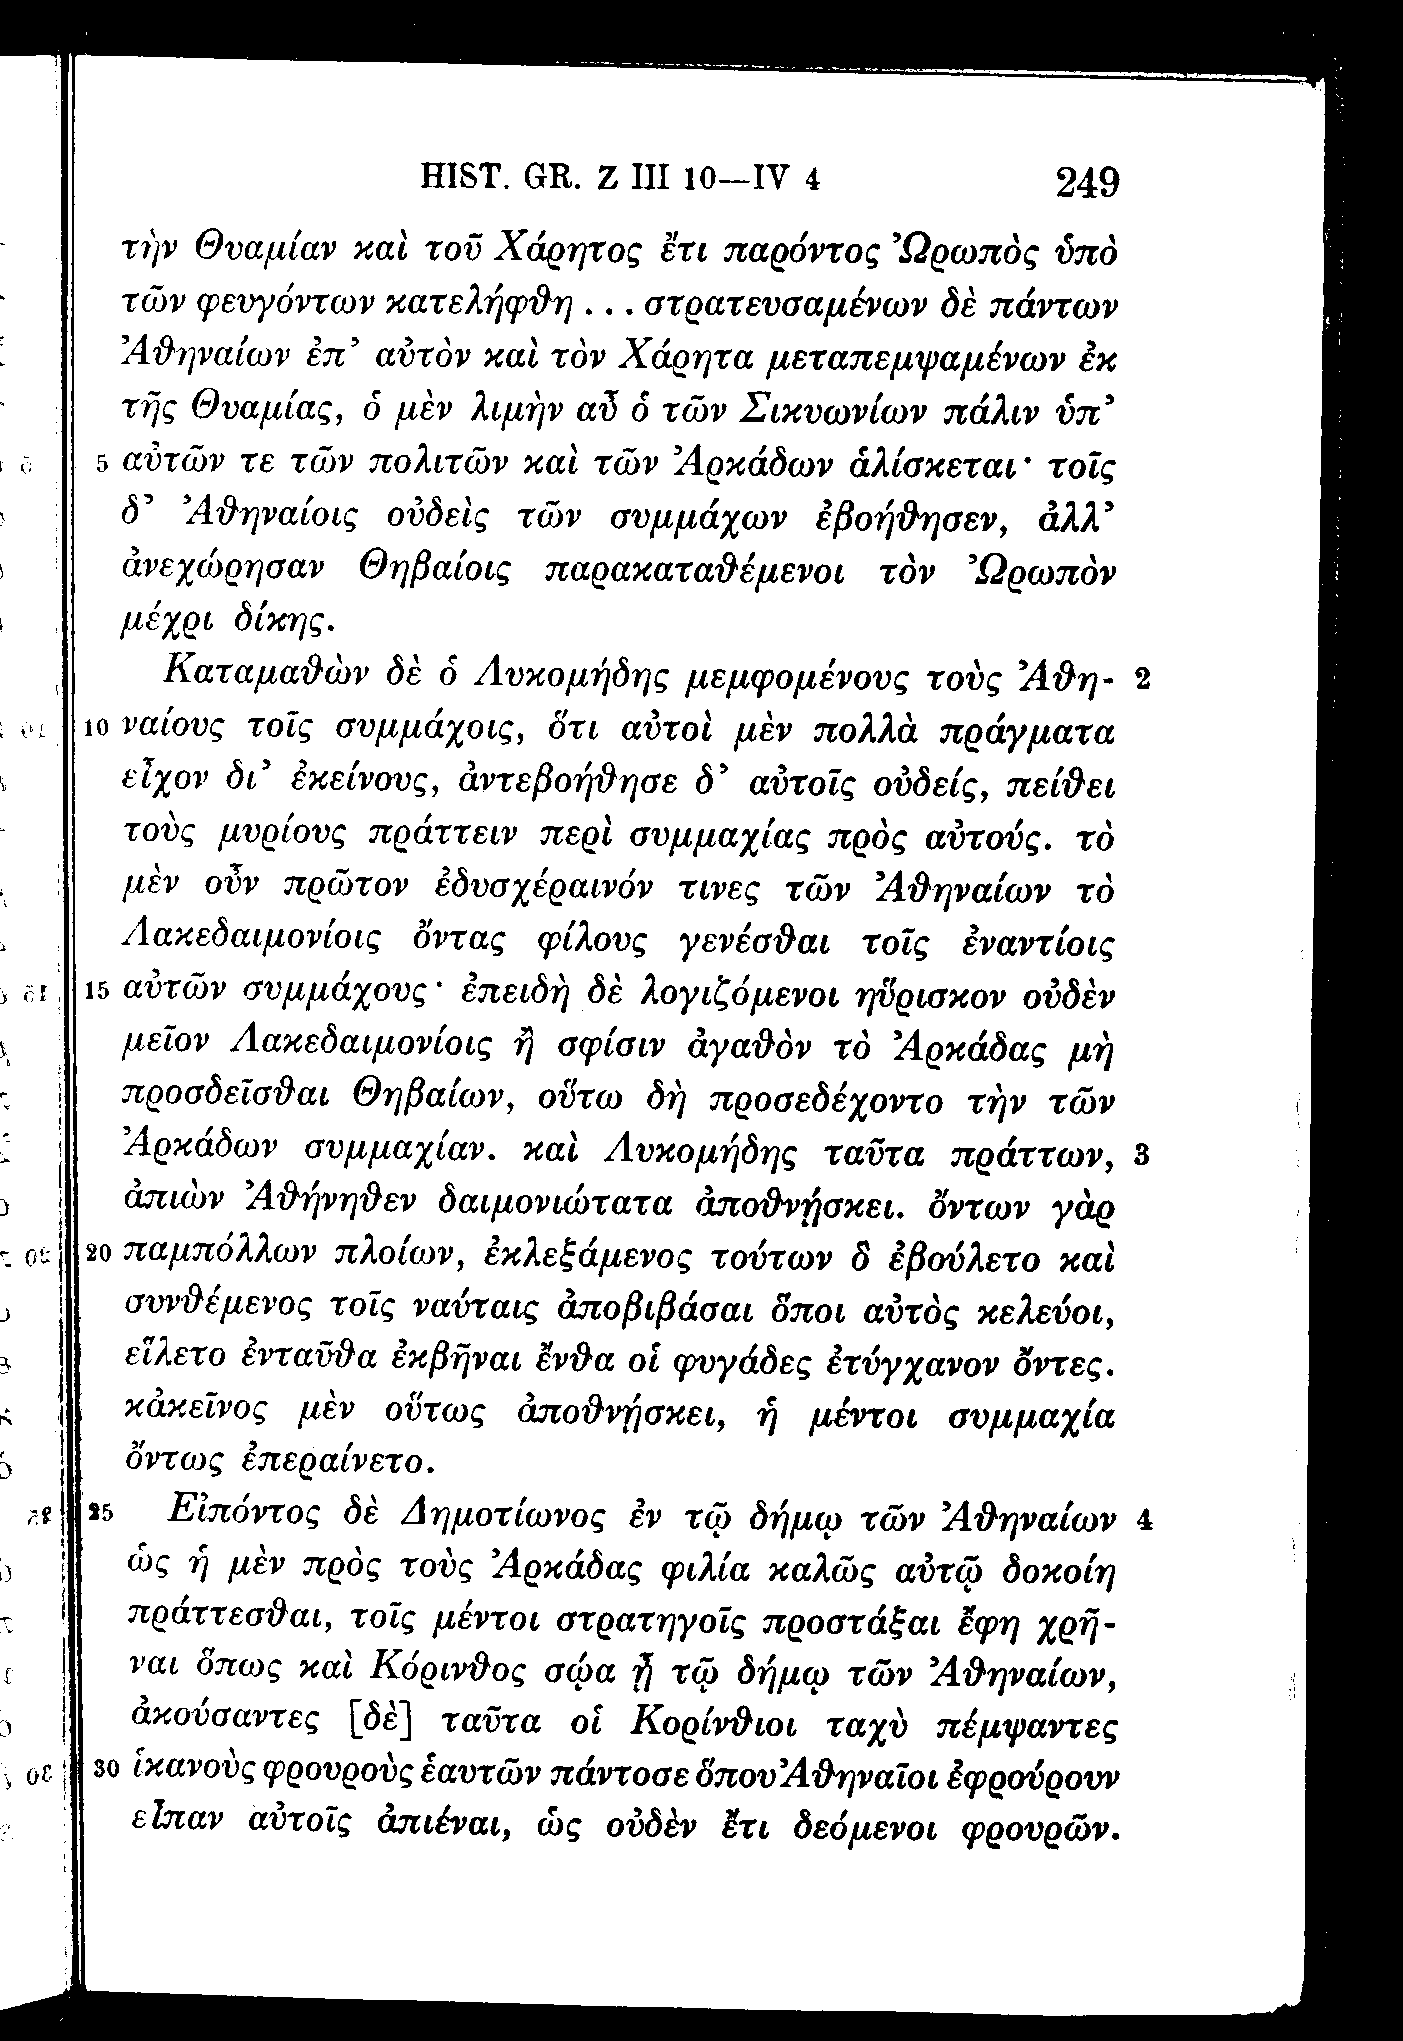 HIST. GR. Z III 10—IV 4 249
τὴν Θυαμίαν καὶ τοῦ Χάρητος ἔτι παρόντος Ὠρωπὸς ὑπὸ
τῶν φευγόντων κατελήφθη ... στρατευσαμένων δὲ πάντων
Ἀθηναίων ἐπ’ αὐτὸν καὶ τὸν Χάρητα μεταπεμψαμένων ἐκ
τῆς Θυαμίας, ὁ μὲν λιμὴν αὖ ὁ τῶν Σικυωνίων πάλιν ὑπ’
5 αὐτῶν τε τῶν πολιτῶν καὶ τῶν Ἀρκάδων ἁλίσκεται· τοῖς
δ’ Ἀθηναίοις οὐδεὶς τῶν συμμάχων ἐβοήθησεν, ἀλλ’
ἀνεχώρησαν Θηβαίοις παρακαταθέμενοι τὸν Ὠρωπὸν
μέχρι δίκης.
Καταμαθὼν δὲ ὁ Λυκομήδης μεμφομένους τοὺς Ἀθη- 2
10 ναίους τοῖς συμμάχοις, ὅτι αὐτοὶ μὲν πολλὰ πράγματα
εἶχον δι’ ἐκείνους, ἀντεβοήθησε δ’ αὐτοῖς οὐδείς, πείθει
τοὺς μυρίους πράττειν περὶ συμμαχίας πρὸς αὐτούς. τὸ
μὲν οὖν πρῶτον ἐδυσχέραινόν τινες τῶν Ἀθηναίων τὸ
Λακεδαιμονίοις ὄντας φίλους γενέσθαι τοῖς ἐναντίοις
15 αὐτῶν συμμάχους· ἐπειδὴ δὲ λογιζόμενοι ηὕρισκον οὐδὲν
μεῖον Λακεδαιμονίοις ἢ σφίσιν ἀγαθὸν τὸ Ἀρκάδας μὴ
προσδεῖσθαι Θηβαίων, οὕτω δὴ προσεδέχοντο τὴν τῶν
Ἀρκάδων συμμαχίαν. καὶ Λυκομήδης ταῦτα πράττων, 3
ἀπιὼν Ἀθήνηθεν δαιμονιώτατα ἀποθνῄσκει. ὄντων γὰρ
20 παμπόλλων πλοίων, ἐκλεξάμενος τούτων ὃ ἐβούλετο καὶ
συνθέμενος τοῖς ναύταις ἀποβιβάσαι ὅποι αὐτὸς κελεύοι,
εἵλετο ἐνταῦθα ἐκβῆναι ἔνθα οἱ φυγάδες ἐτύγχανον ὄντες.
κἀκεῖνος μὲν οὕτως ἀποθνῄσκει, ἡ μέντοι συμμαχία
ὄντως ἐπεραίνετο.
25 Εἰπόντος δὲ Δημοτίωνος ἐν τῷ δήμῳ τῶν Ἀθηναίων 4
ὡς ἡ μὲν πρὸς τοὺς Ἀρκάδας φιλία καλῶς αὐτῷ δοκοίη
πράττεσθαι, τοῖς μέντοι στρατηγοῖς προστάξαι ἔφη χρῆ-
ναι ὅπως καὶ Κόρινθος σῴα ᾖ τῷ δήμῳ τῶν Ἀθηναίων,
ἀκούσαντες [δὲ] ταῦτα οἱ Κορίνθιοι ταχὺ πέμψαντες
30 ἱκανοὺς φρουροὺς ἑαυτῶν πάντοσε ὅπου Ἀθηναῖοι ἐφρούρουν
εἶπαν αὐτοῖς ἀπιέναι, ὡς οὐδὲν ἔτι δεόμενοι φρουρῶν.